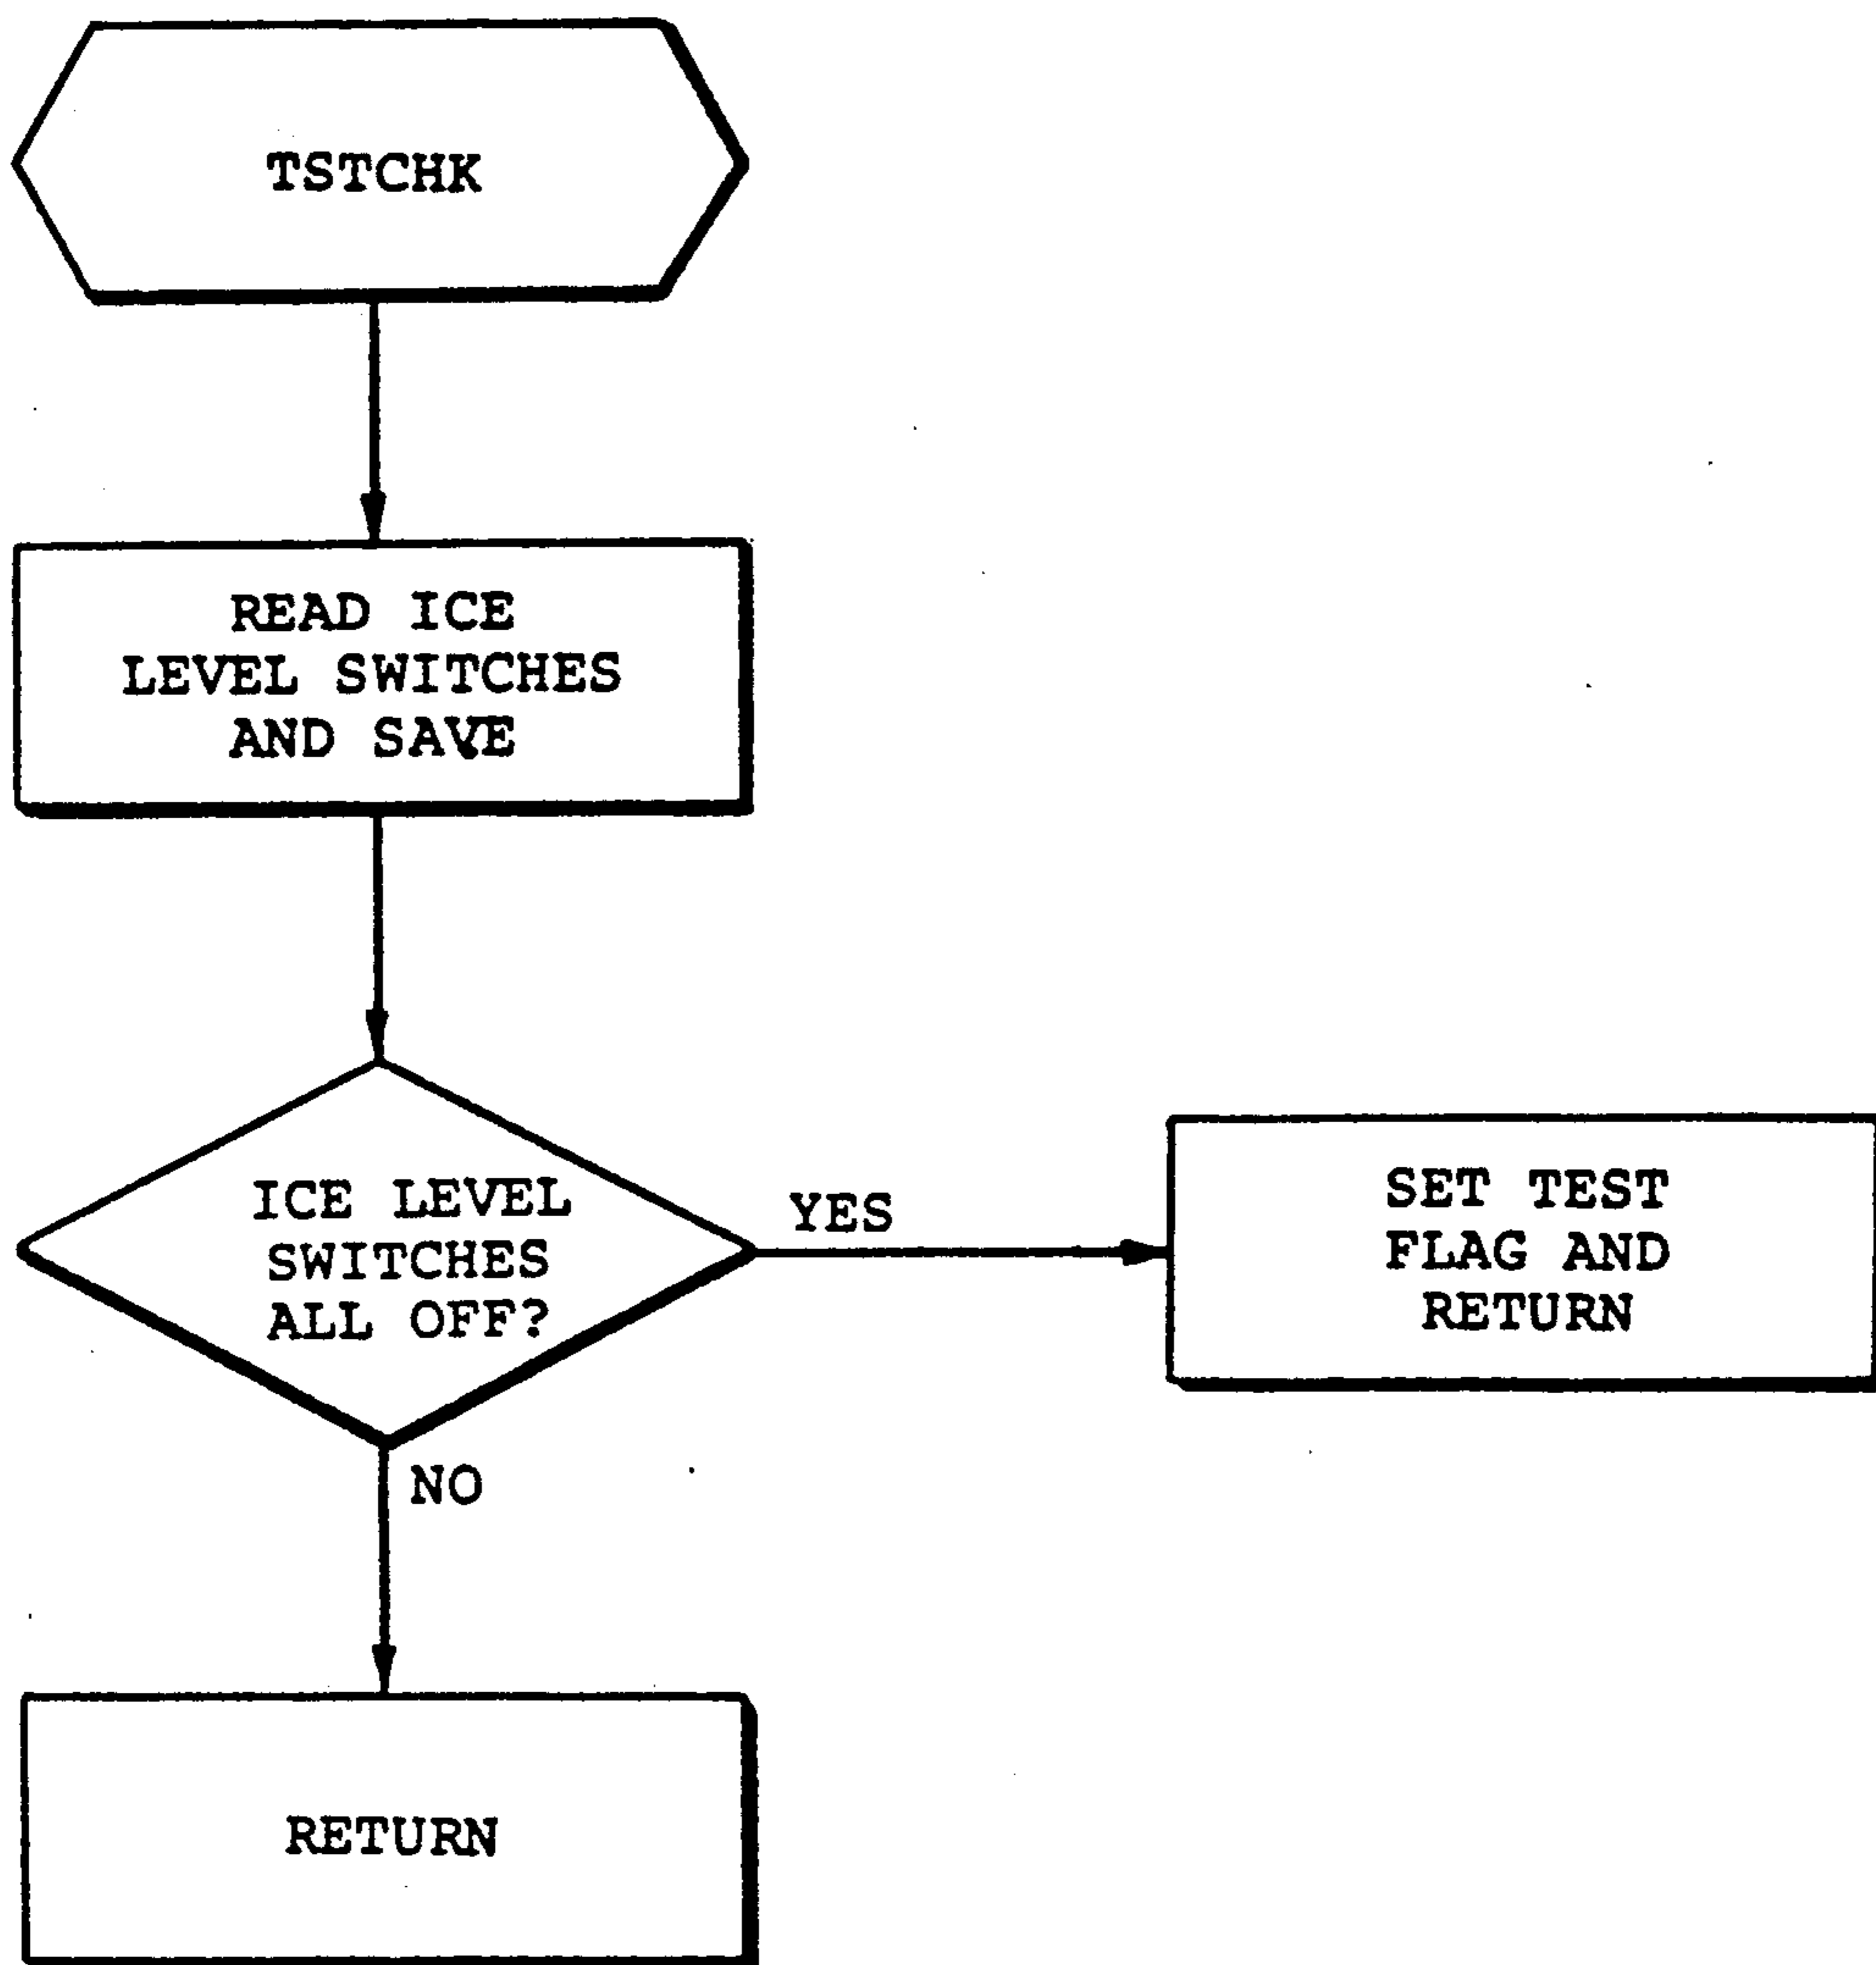 TSTCHK
READ ICE
LEVEL SWITCHES
AND SAVE
ICE LEVEL
SWITCHES
ALL OFF?
YES
SET TEST
FLAG AND
RETURN
NO
RETURN